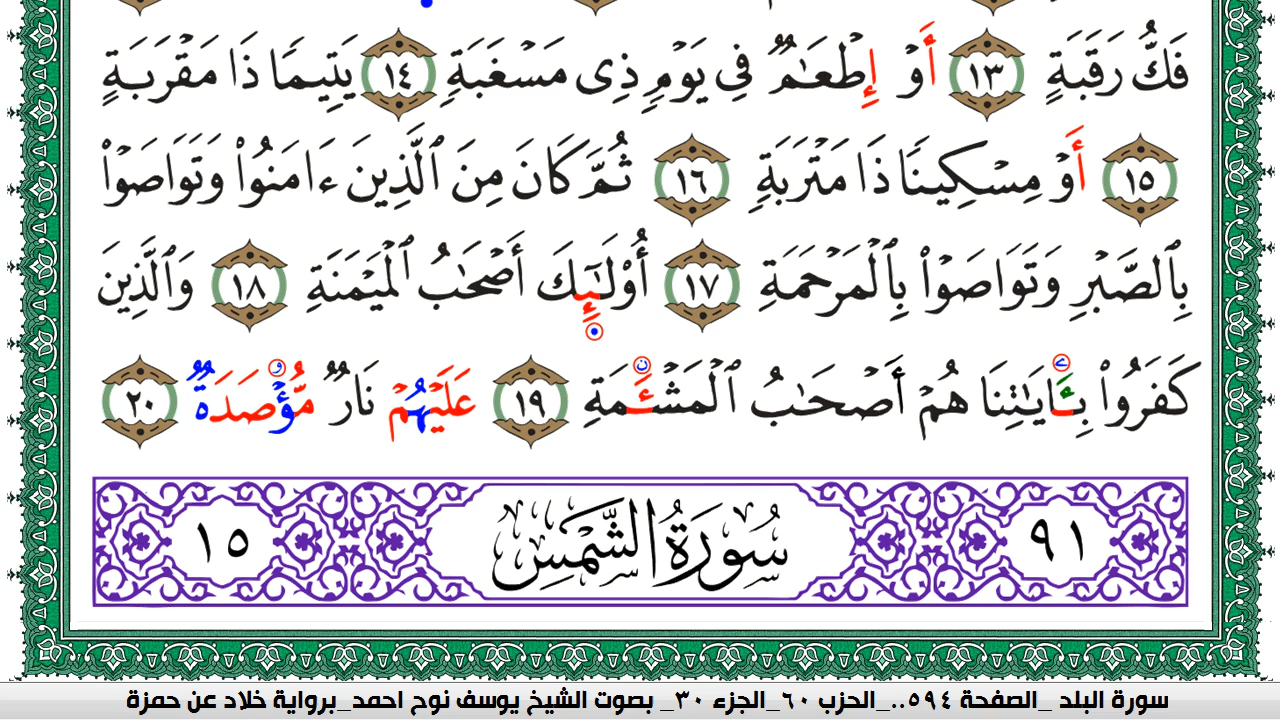 فَكُّ رَقَبَةٍ ١٣ أَوْ إِطْعَٰمٌ فِى يَوْمٍ ذِى مَسْغَبَةٍ ١٤ يَتِيمًا ذَا مَقْرَبَةٍ
١٥ أَوْ مِسْكِينًا ذَا مَتْرَبَةٍ ١٦ ثُمَّ كَانَ مِنَ ٱلَّذِينَ ءَامَنُوا۟ وَتَوَاصَوْا۟
بِٱلصَّبْرِ وَتَوَاصَوْا۟ بِٱلْمَرْحَمَةِ ١٧ أُو۟لَٰٓئِكَ أَصْحَٰبُ ٱلْمَيْمَنَةِ ١٨ وَٱلَّذِينَ
كَفَرُوا۟ بِـَٔايَٰتِنَا هُمْ أَصْحَٰبُ ٱلْمَشْـَٔمَةِ ١٩ عَلَيْهُمْ نَارٌ مُّؤْصَدَةٌ ٢٠
٩١ سُورَةُ الشَّمْسِ ١٥
سورة البلد _الصفحة ٥٩٤.._الحزب ٦٠_الجزء ٣٠_ بصوت الشيخ يوسف نوح احمد_برواية خلاد عن حمزة